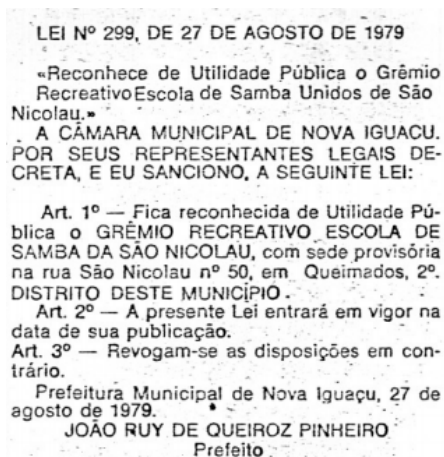 LEI Nº 299, DE 27 DE AGOSTO DE 1979
«Reconhece de Utilidade Pública o Grêmio
Recreativo Escola de Samba Unidos de São
Nicolau.»
A CÂMARA MUNICIPAL DE NOVA IGUACU.
POR SEUS REPRESENTANTES LEGAIS DE-
CRETA, E EU SANCIONO, A SEGUINTE LEI:
Art. 1º — Fica reconhecida de Utilidade Pú-
blica o GRÊMIO RECREATIVO ESCOLA DE
SAMBA DA SÃO NICOLAU, com sede provisória
na rua São Nicolau nº 50, em Queimados, 2º.
DISTRITO DESTE MUNICÍPIO.
Art. 2º — A presente Lei entrará em vigor na
data de sua publicação.
Art. 3º — Revogam-se as disposições em con-
trário.
Prefeitura Municipal de Nova Iguaçu, 27 de
agosto de 1979.
JOÃO RUY DE QUEIROZ PINHEIRO
Prefeito